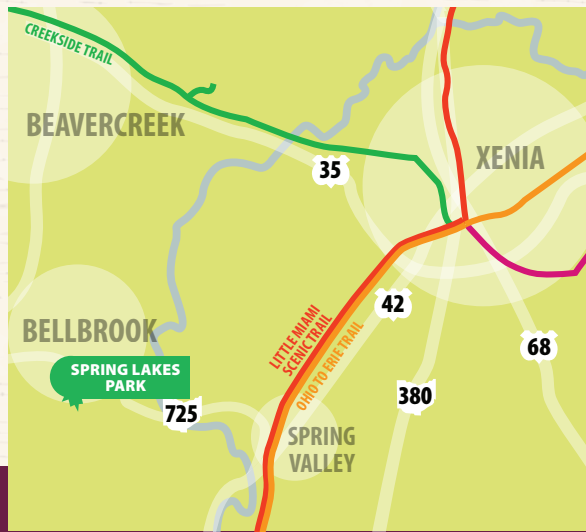 CREEKSIDE TRAIL
BEAVERCREEK
XENIA
35
42
LITTLE MIAMI
SCENIC TRAIL
OHIO TO ERIE TRAIL
BELLBROOK
68
SPRING LAKES
PARK
380
725
SPRING
VALLEY